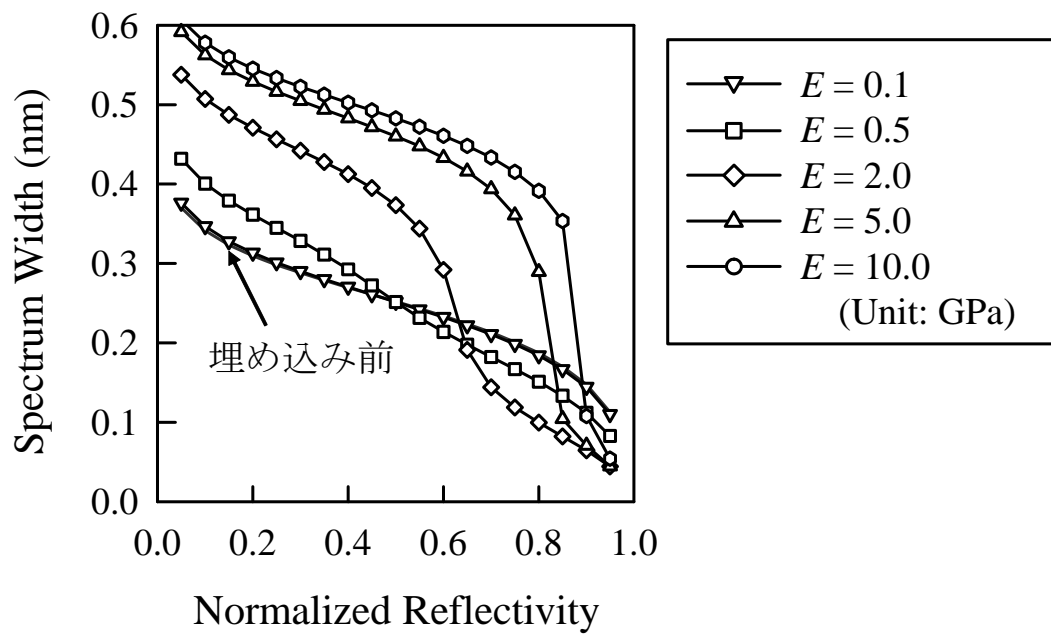 0.6
0.5
0.4
0.3
0.2
0.1
0.0
Spectrum Width (nm)
埋め込み前
0.0 0.2 0.4 0.6 0.8 1.0
Normalized Reflectivity
E = 0.1
E = 0.5
E = 2.0
E = 5.0
E = 10.0
(Unit: GPa)